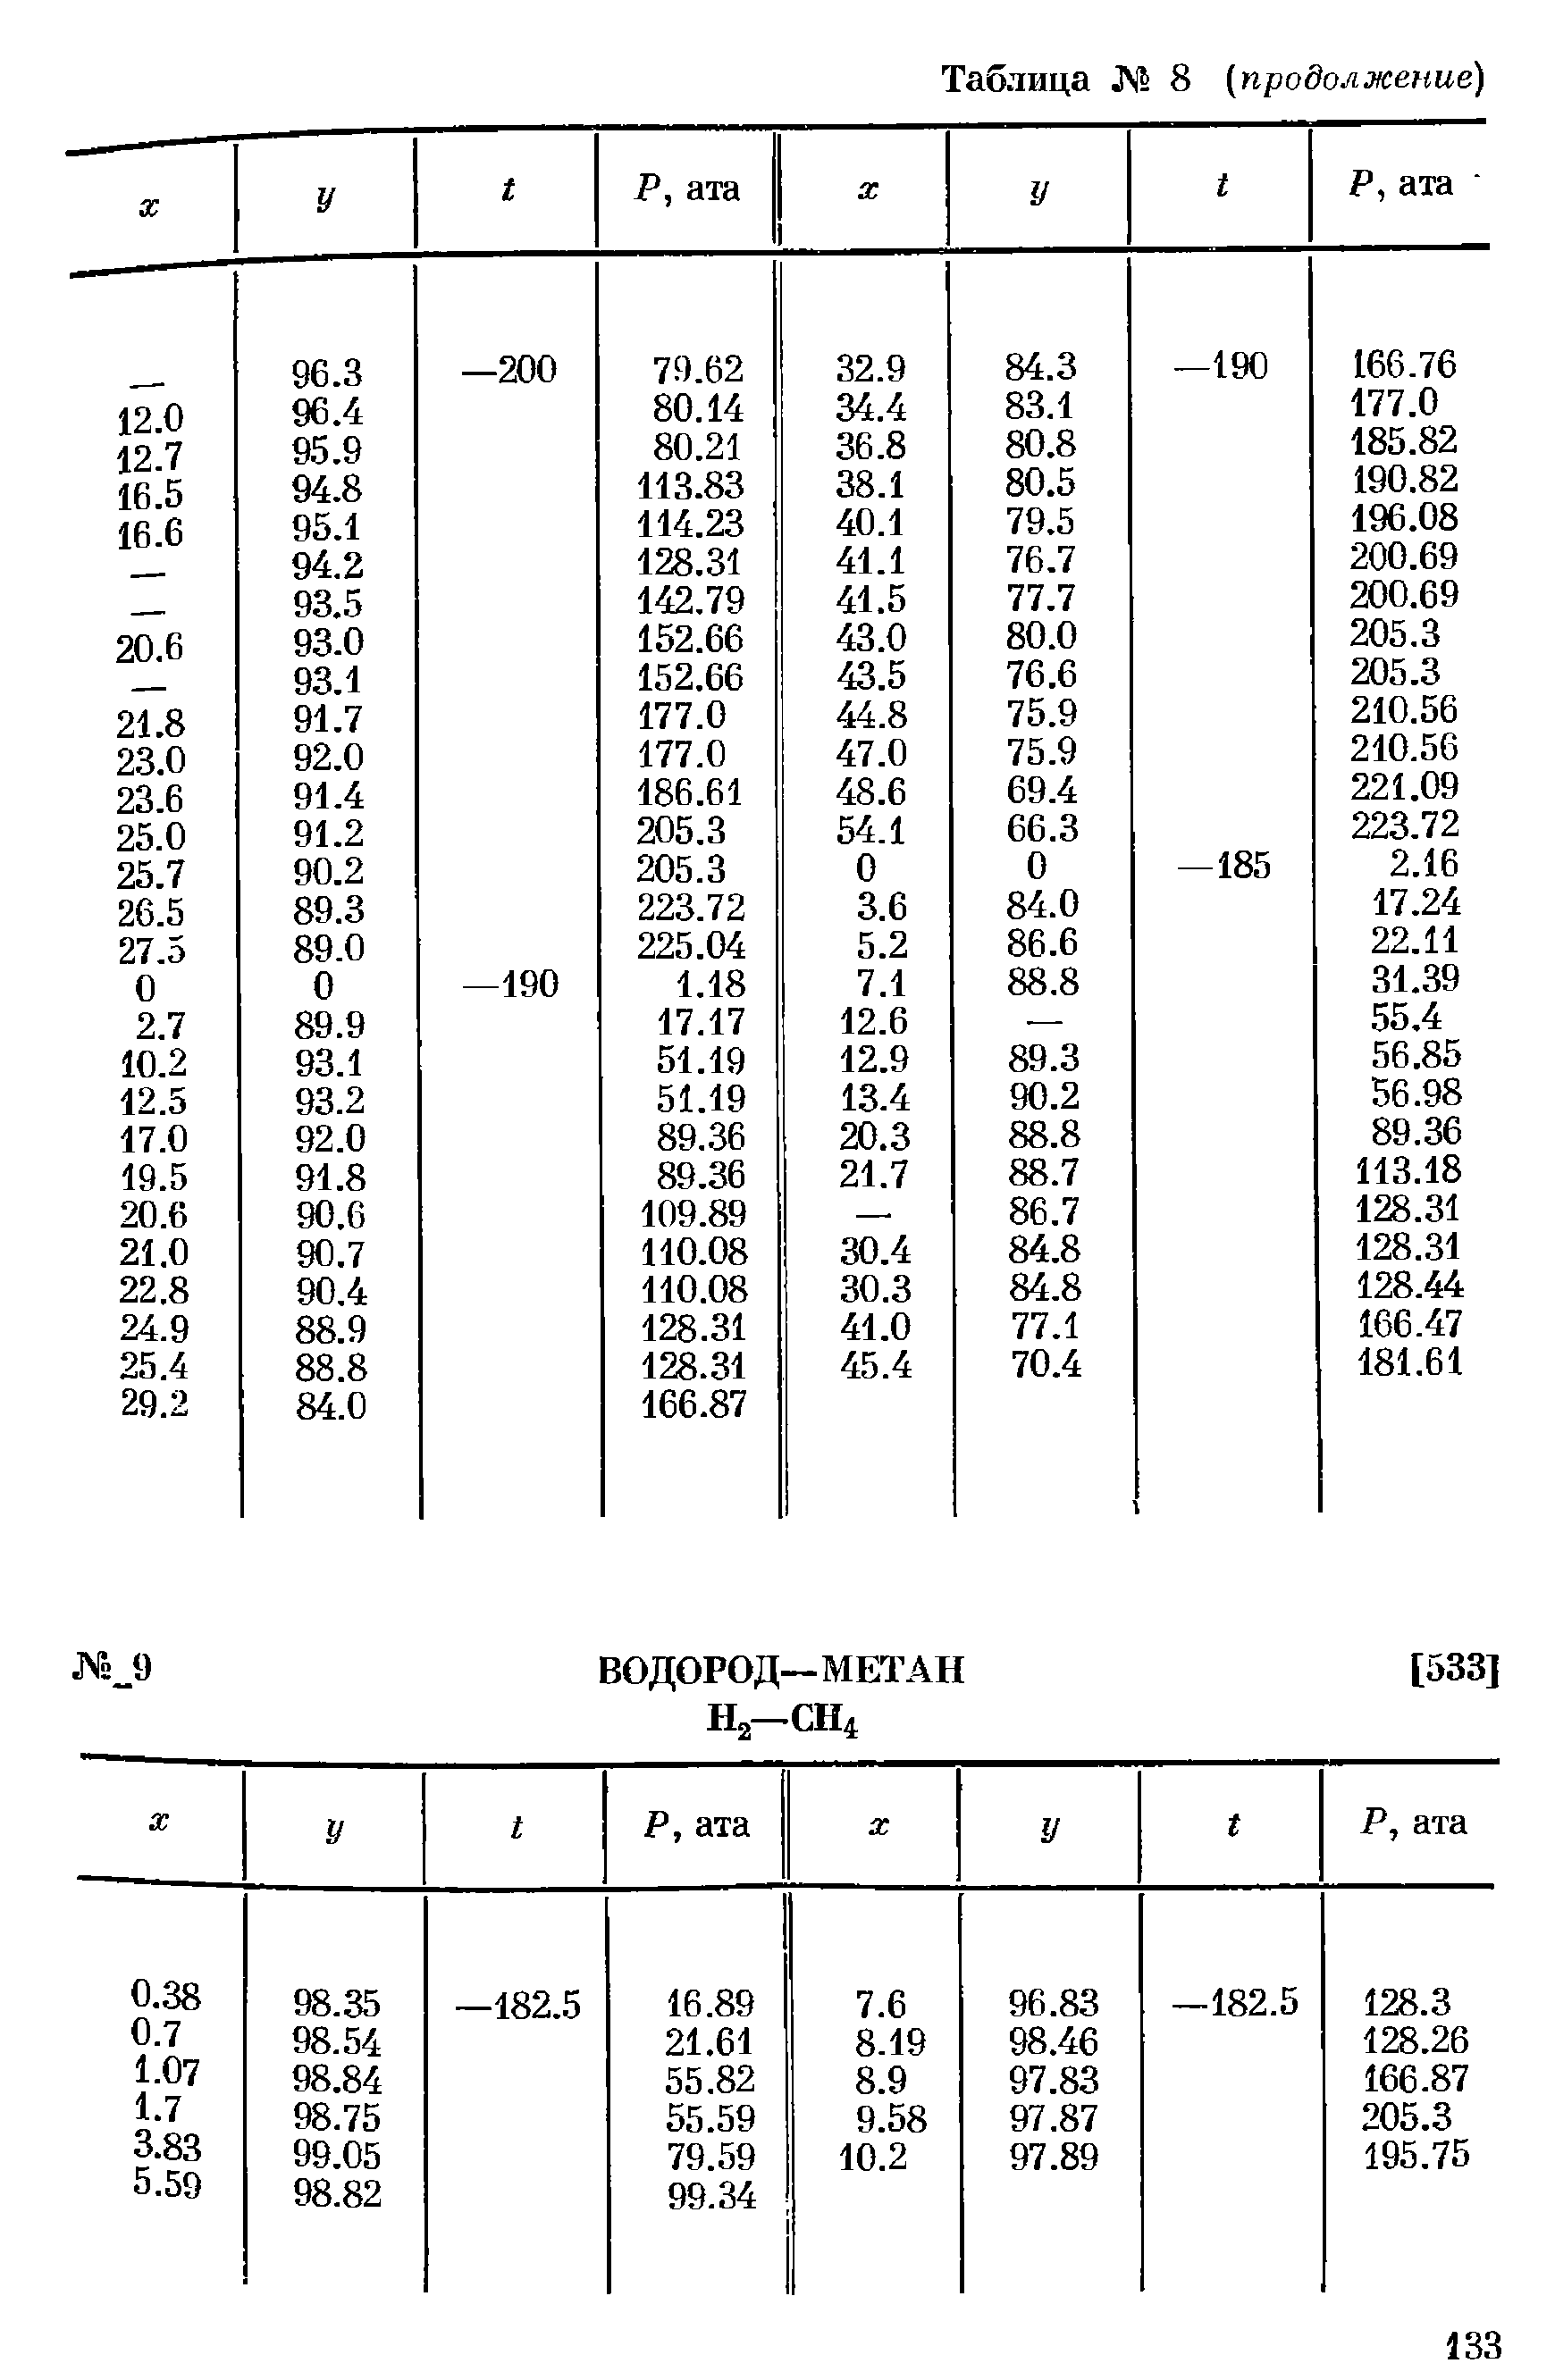 Таблица № 8 (продолжение)
x y t P, ата x y t P, ата
— 96.3 —200 79.62 32.9 84.3 —190 166.76
12.0 96.4 80.14 34.4 83.1 177.0
12.7 95.9 80.21 36.8 80.8 185.82
16.5 94.8 113.83 38.1 80.5 190.82
16.6 95.1 114.23 40.1 79.5 196.08
— 94.2 128.31 41.1 76.7 200.69
— 93.5 142.79 41.5 77.7 200.69
20.6 93.0 152.66 43.0 80.0 205.3
— 93.1 152.66 43.5 76.6 205.3
21.8 91.7 177.0 44.8 75.9 210.56
23.0 92.0 177.0 47.0 75.9 210.56
23.6 91.4 186.61 48.6 69.4 221.09
25.0 91.2 205.3 54.1 66.3 223.72
25.7 90.2 205.3 0 0 —185 2.16
26.5 89.3 223.72 3.6 84.0 17.24
27.5 89.0 225.04 5.2 86.6 22.11
0 0 —190 1.18 7.1 88.8 31.39
2.7 89.9 17.17 12.6 — 55.4
10.2 93.1 51.19 12.9 89.3 56.85
12.5 93.2 51.19 13.4 90.2 56.98
17.0 92.0 89.36 20.3 88.8 89.36
19.5 91.8 89.36 21.7 88.7 113.18
20.6 90.6 109.89 — 86.7 128.31
21.0 90.7 110.08 30.4 84.8 128.31
22.8 90.4 110.08 30.3 84.8 128.44
24.9 88.9 128.31 41.0 77.1 166.47
25.4 88.8 128.31 45.4 70.4 181.61
29.2 84.0 166.87
№ 9 ВОДОРОД—МЕТАН [533]
H₂—CH₄
x y t P, ата x y t P, ата
0.38 98.35 —182.5 16.89 7.6 96.83 —182.5 128.3
0.7 98.54 21.61 8.19 98.46 128.26
1.07 98.84 55.82 8.9 97.83 166.87
1.7 98.75 55.59 9.58 97.87 205.3
3.83 99.05 79.59 10.2 97.89 195.75
5.59 98.82 99.34
133